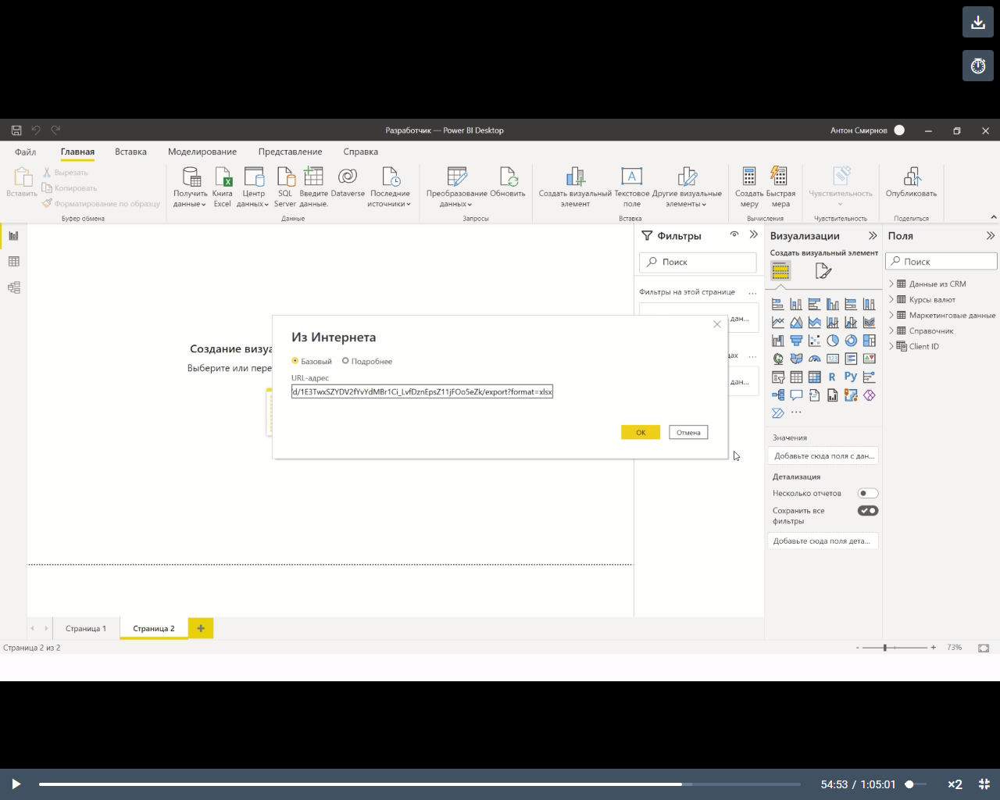 Разработчик — Power BI Desktop
Антон Смирнов
Файл
Главная
Вставка
Моделирование
Представление
Справка
Вставить
Вырезать
Копировать
Форматирование по образцу
Буфер обмена
Получить данные
Книга Excel
Центр данных
SQL Server
Введите данные.
Dataverse
Последние источники
Данные
Преобразование данных
Обновить
Запросы
Создать визуальный элемент
Текстовое поле
Другие визуальные элементы
Вставка
Создать меру
Быстрая мера
Вычисления
Чувствительность
Чувствительность
Опубликовать
Поделиться
Создание визуа
Выберите или пере
Из Интернета
Базовый
Подробнее
URL-адрес
d/1E3TwxSZYDV2fYvYdMBr1Ci_LvfDznEpsZ11jFOo5eZk/export?format=xlsx
ОК
Отмена
Фильтры
Поиск
Фильтры на этой странице
...
дан...
цах
...
дан...
Визуализации
Создать визуальный элемент
123
R
Py
...
Значения
Добавьте сюда поля с дан...
Детализация
Несколько отчетов
Сохранить все
фильтры
Добавьте сюда поля дета...
Поля
Поиск
Данные из CRM
Курсы валют
Маркетинговые данные
Справочник
Client ID
Страница 1
Страница 2
+
Страница 2 из 2
- + 73%
54:53 / 1:05:01
×2